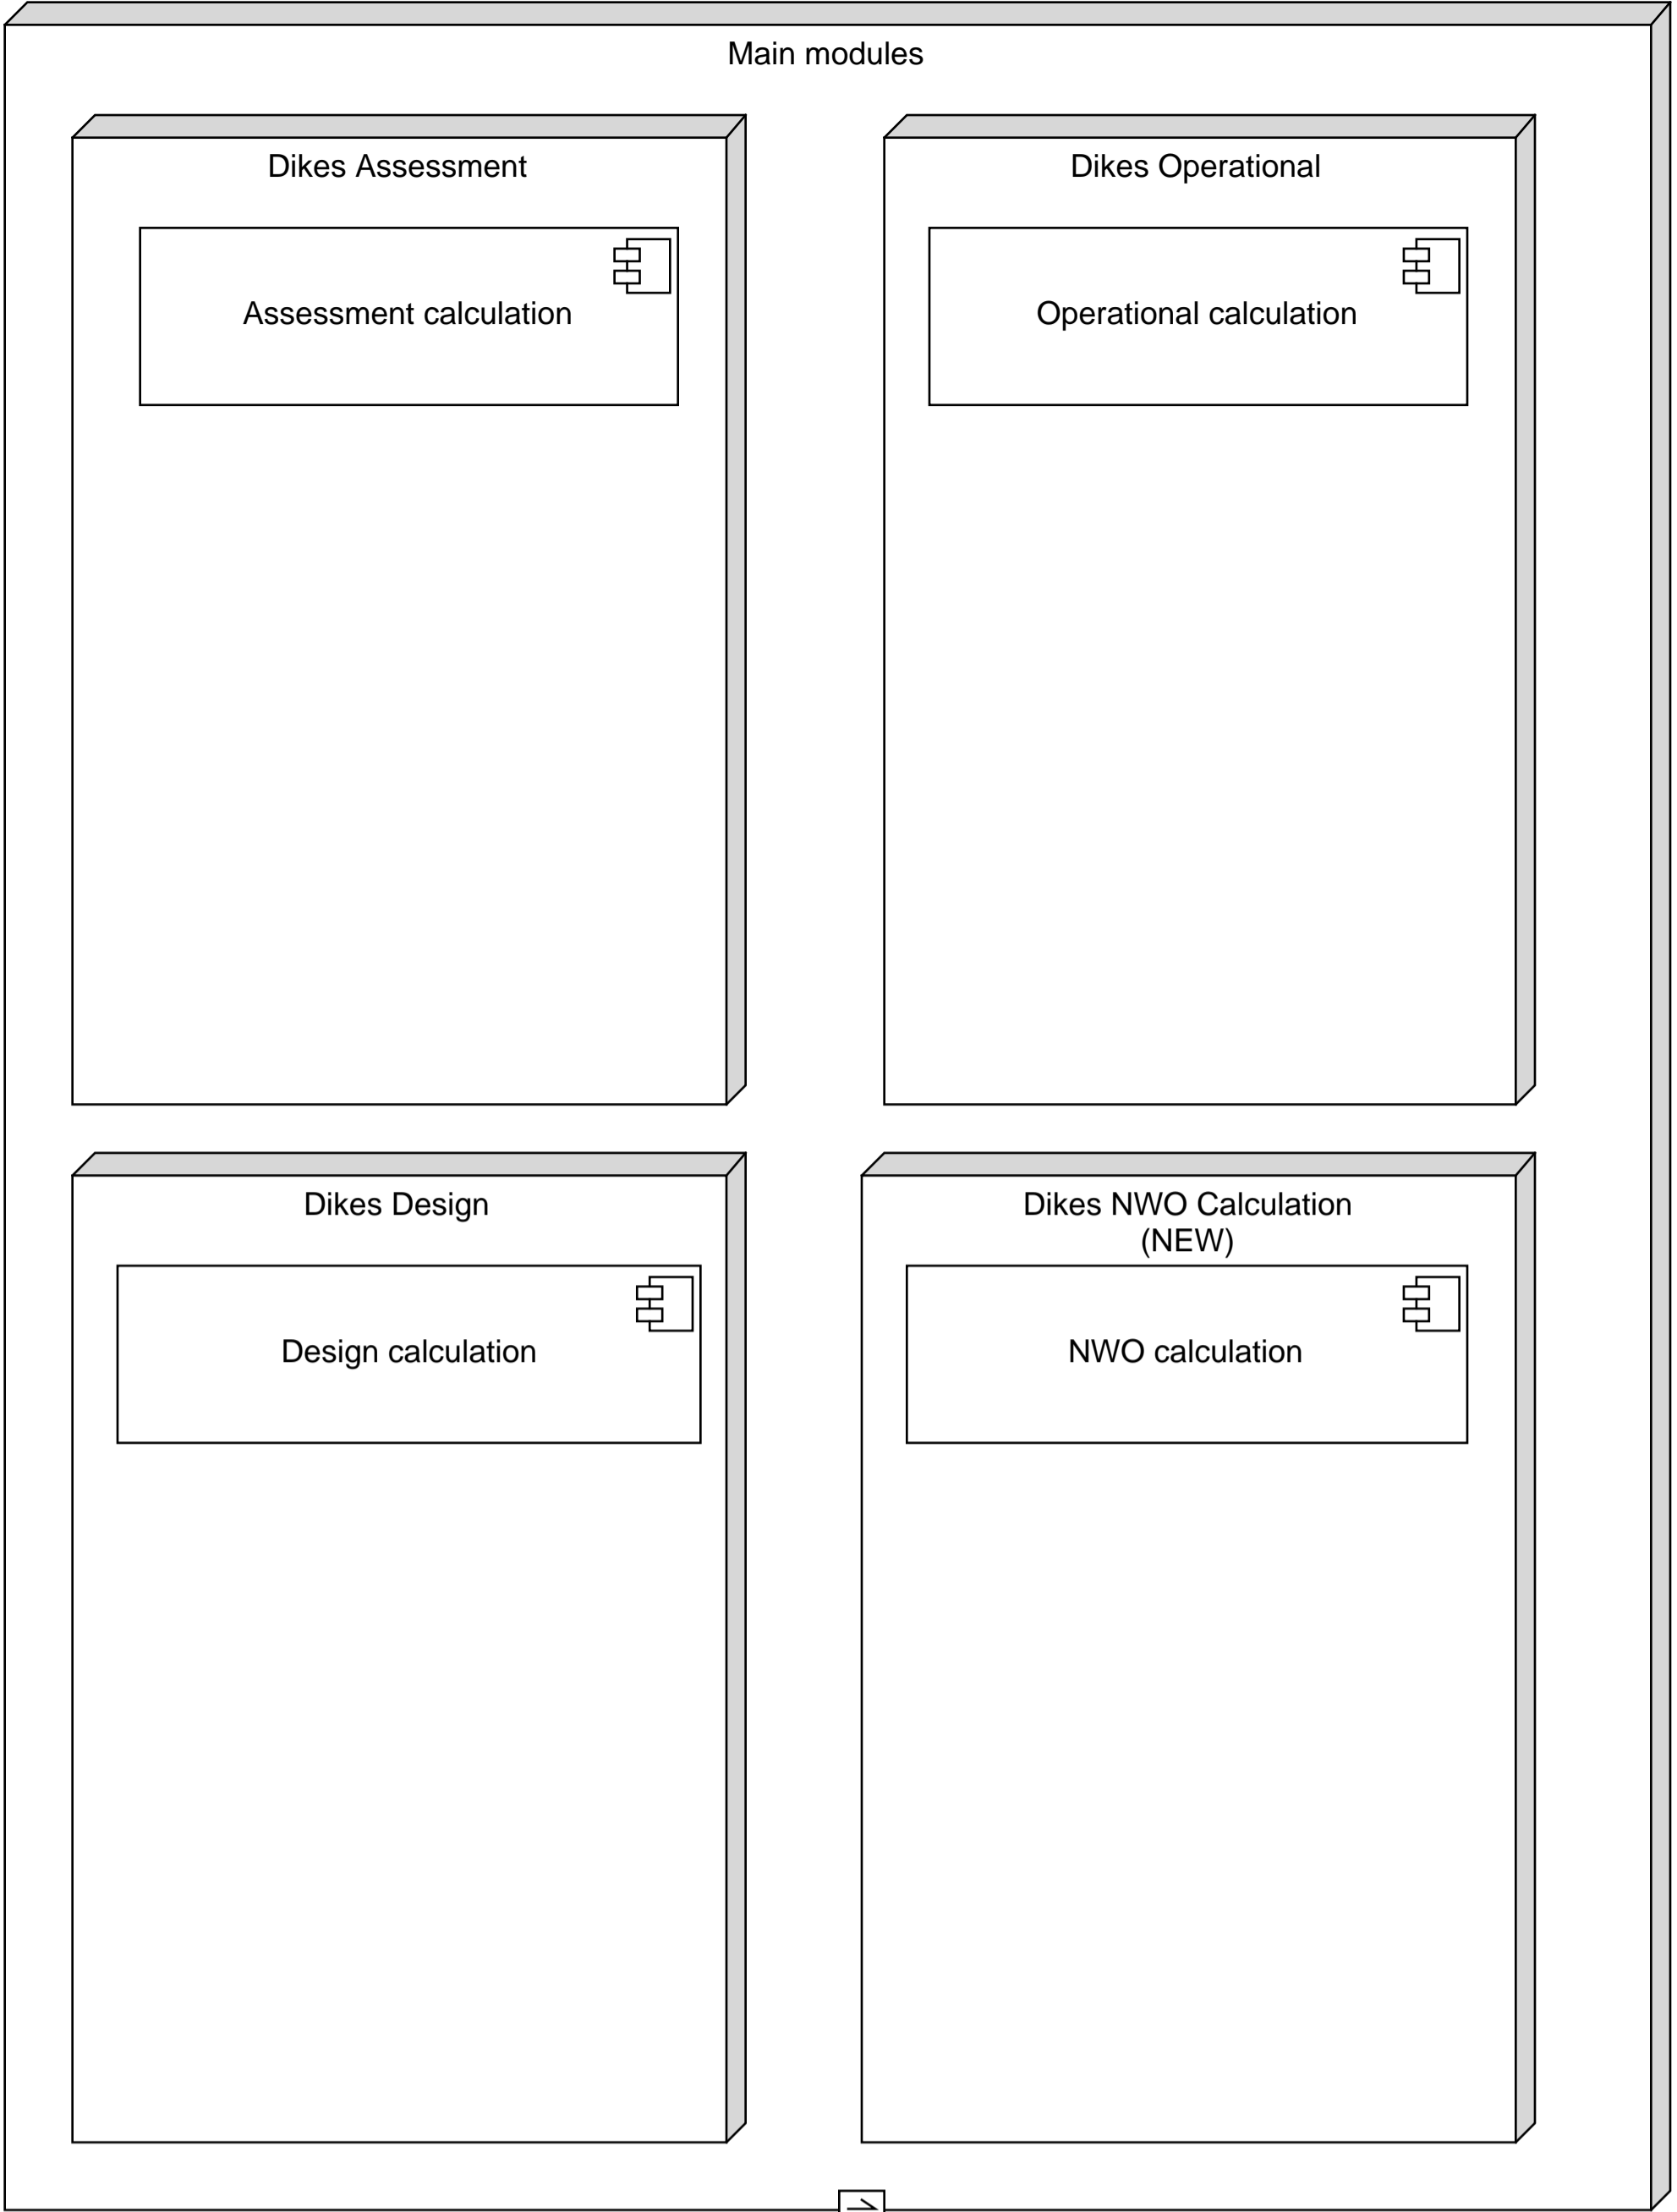 Main modules
Dikes Assessment
Assessment calculation
Dikes Operational
Operational calculation
Dikes Design
Design calculation
Dikes NWO Calculation
(NEW)
NWO calculation